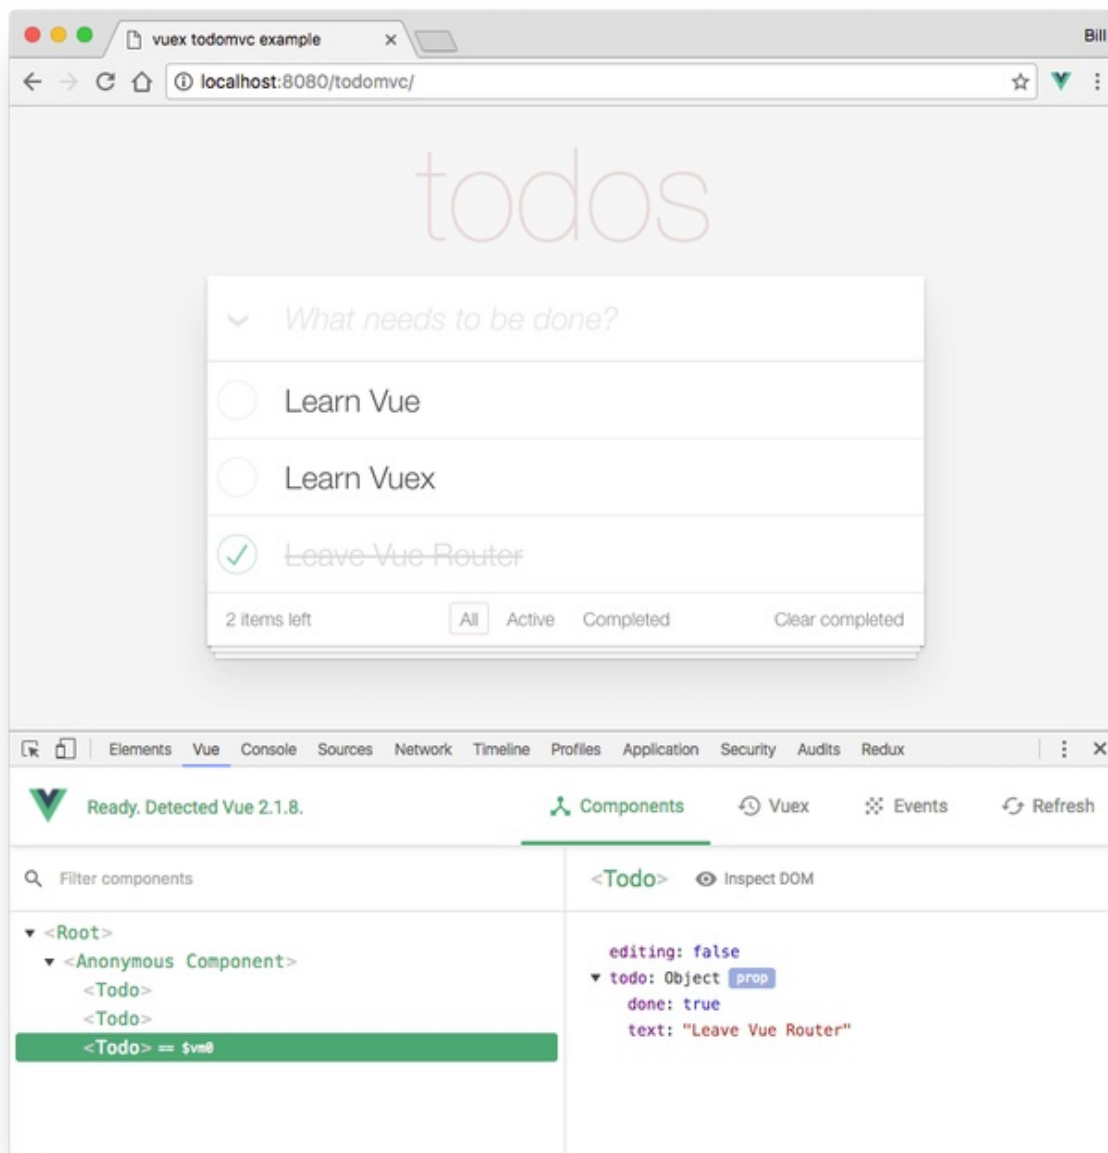 vuex todomvc example
Bill
localhost:8080/todomvc/
todos
What needs to be done?
Learn Vue
Learn Vuex
Leave Vue Router
2 items left All Active Completed Clear completed
Elements Vue Console Sources Network Timeline Profiles Application Security Audits Redux
Ready. Detected Vue 2.1.8. Components Vuex Events Refresh
Filter components
<Todo> Inspect DOM
<Root>
<Anonymous Component>
<Todo>
<Todo>
<Todo> == $vm0
editing: false
todo: Object prop
done: true
text: "Leave Vue Router"